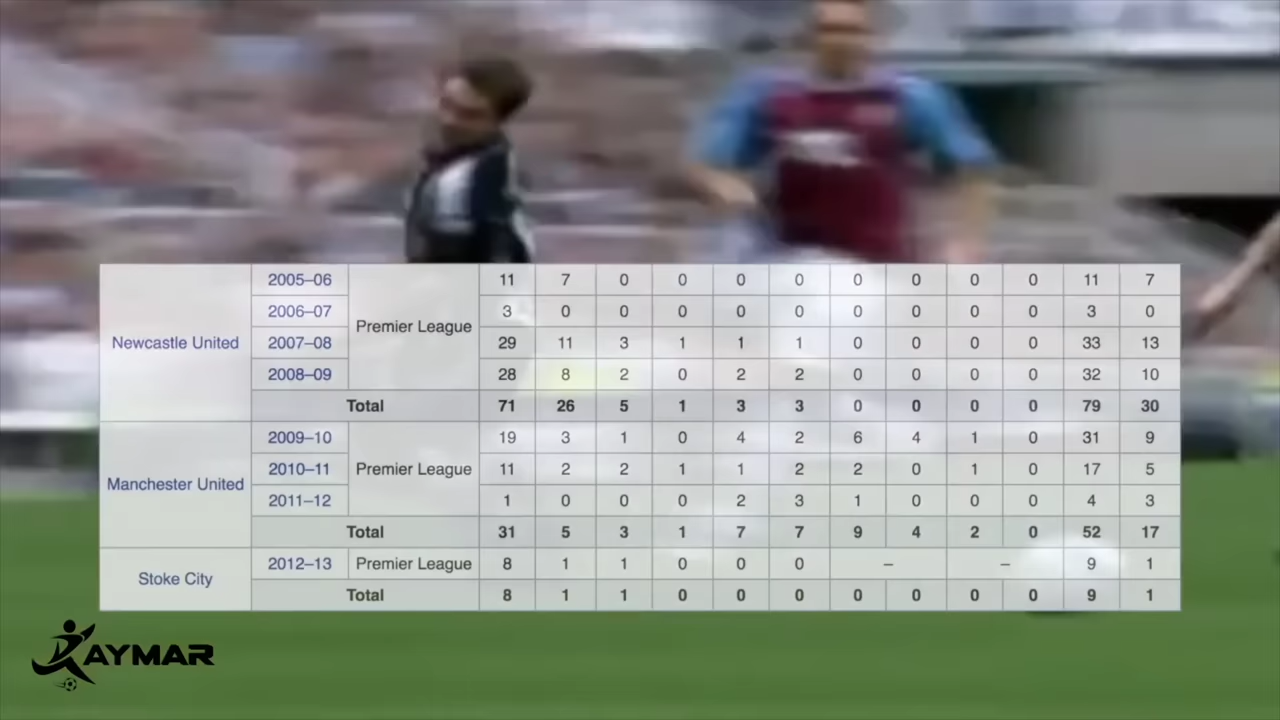 2005–06 Premier League 11 7 0 0 0 0 0 0 0 0 11 7
2006–07 3 0 0 0 0 0 0 0 0 0 3 0
Newcastle United 2007–08 29 11 3 1 1 1 0 0 0 0 33 13
2008–09 28 8 2 0 2 2 0 0 0 0 32 10
Total 71 26 5 1 3 3 0 0 0 0 79 30
2009–10 19 3 1 0 4 2 6 4 1 0 31 9
Manchester United 2010–11 Premier League 11 2 2 1 1 2 2 0 1 0 17 5
2011–12 1 0 0 0 2 3 1 0 0 0 4 3
Total 31 5 3 1 7 7 9 4 2 0 52 17
Stoke City 2012–13 Premier League 8 1 1 0 0 0 – – 9 1
Total 8 1 1 0 0 0 0 0 0 0 9 1
KAYMAR